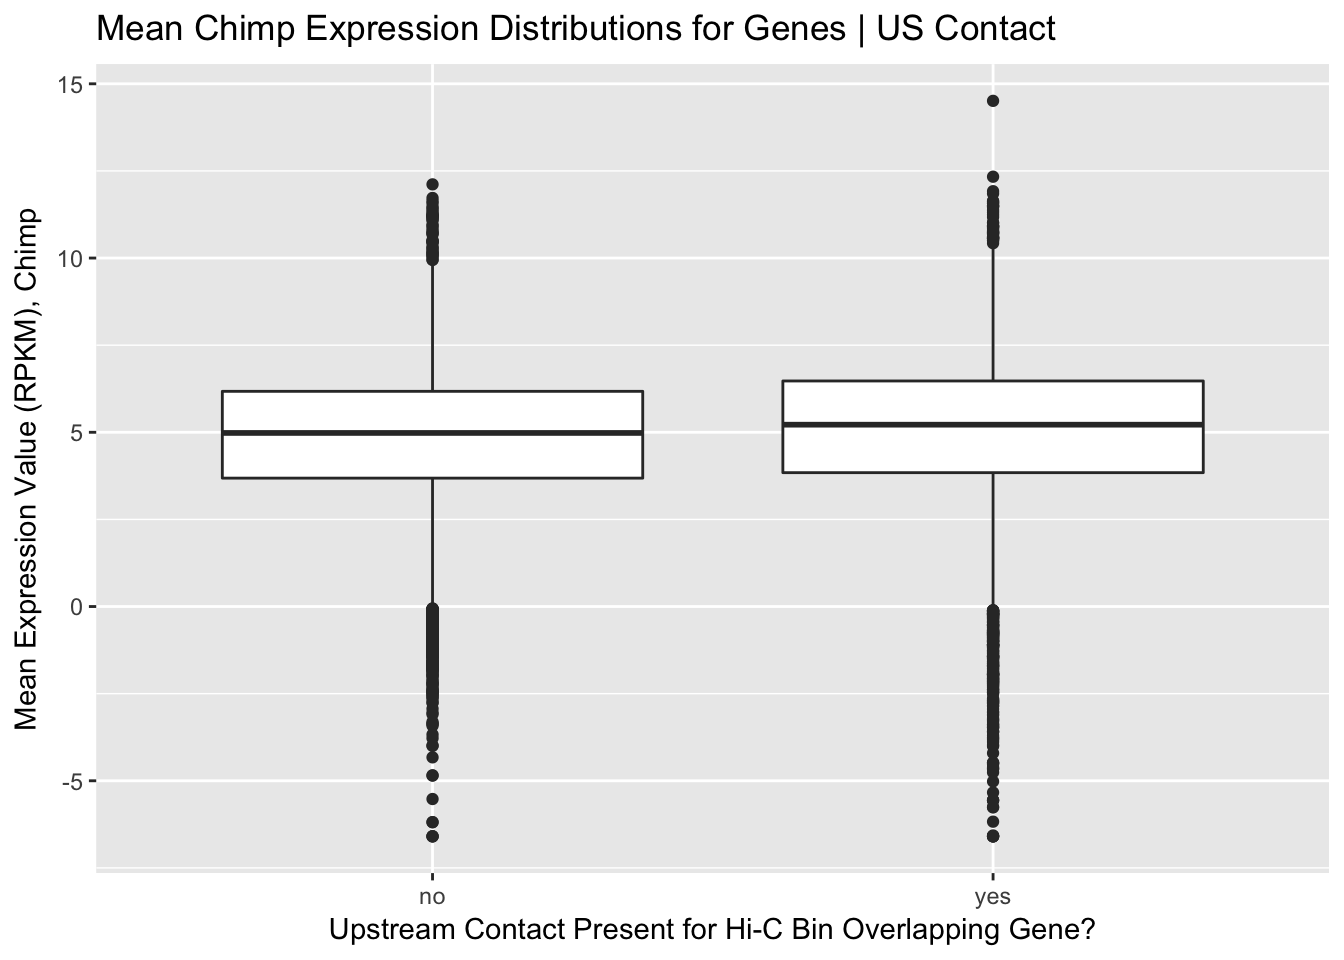 Mean Chimp Expression Distributions for Genes | US Contact
Mean Expression Value (RPKM), Chimp
15
10
5
0
-5
no
yes
Upstream Contact Present for Hi-C Bin Overlapping Gene?